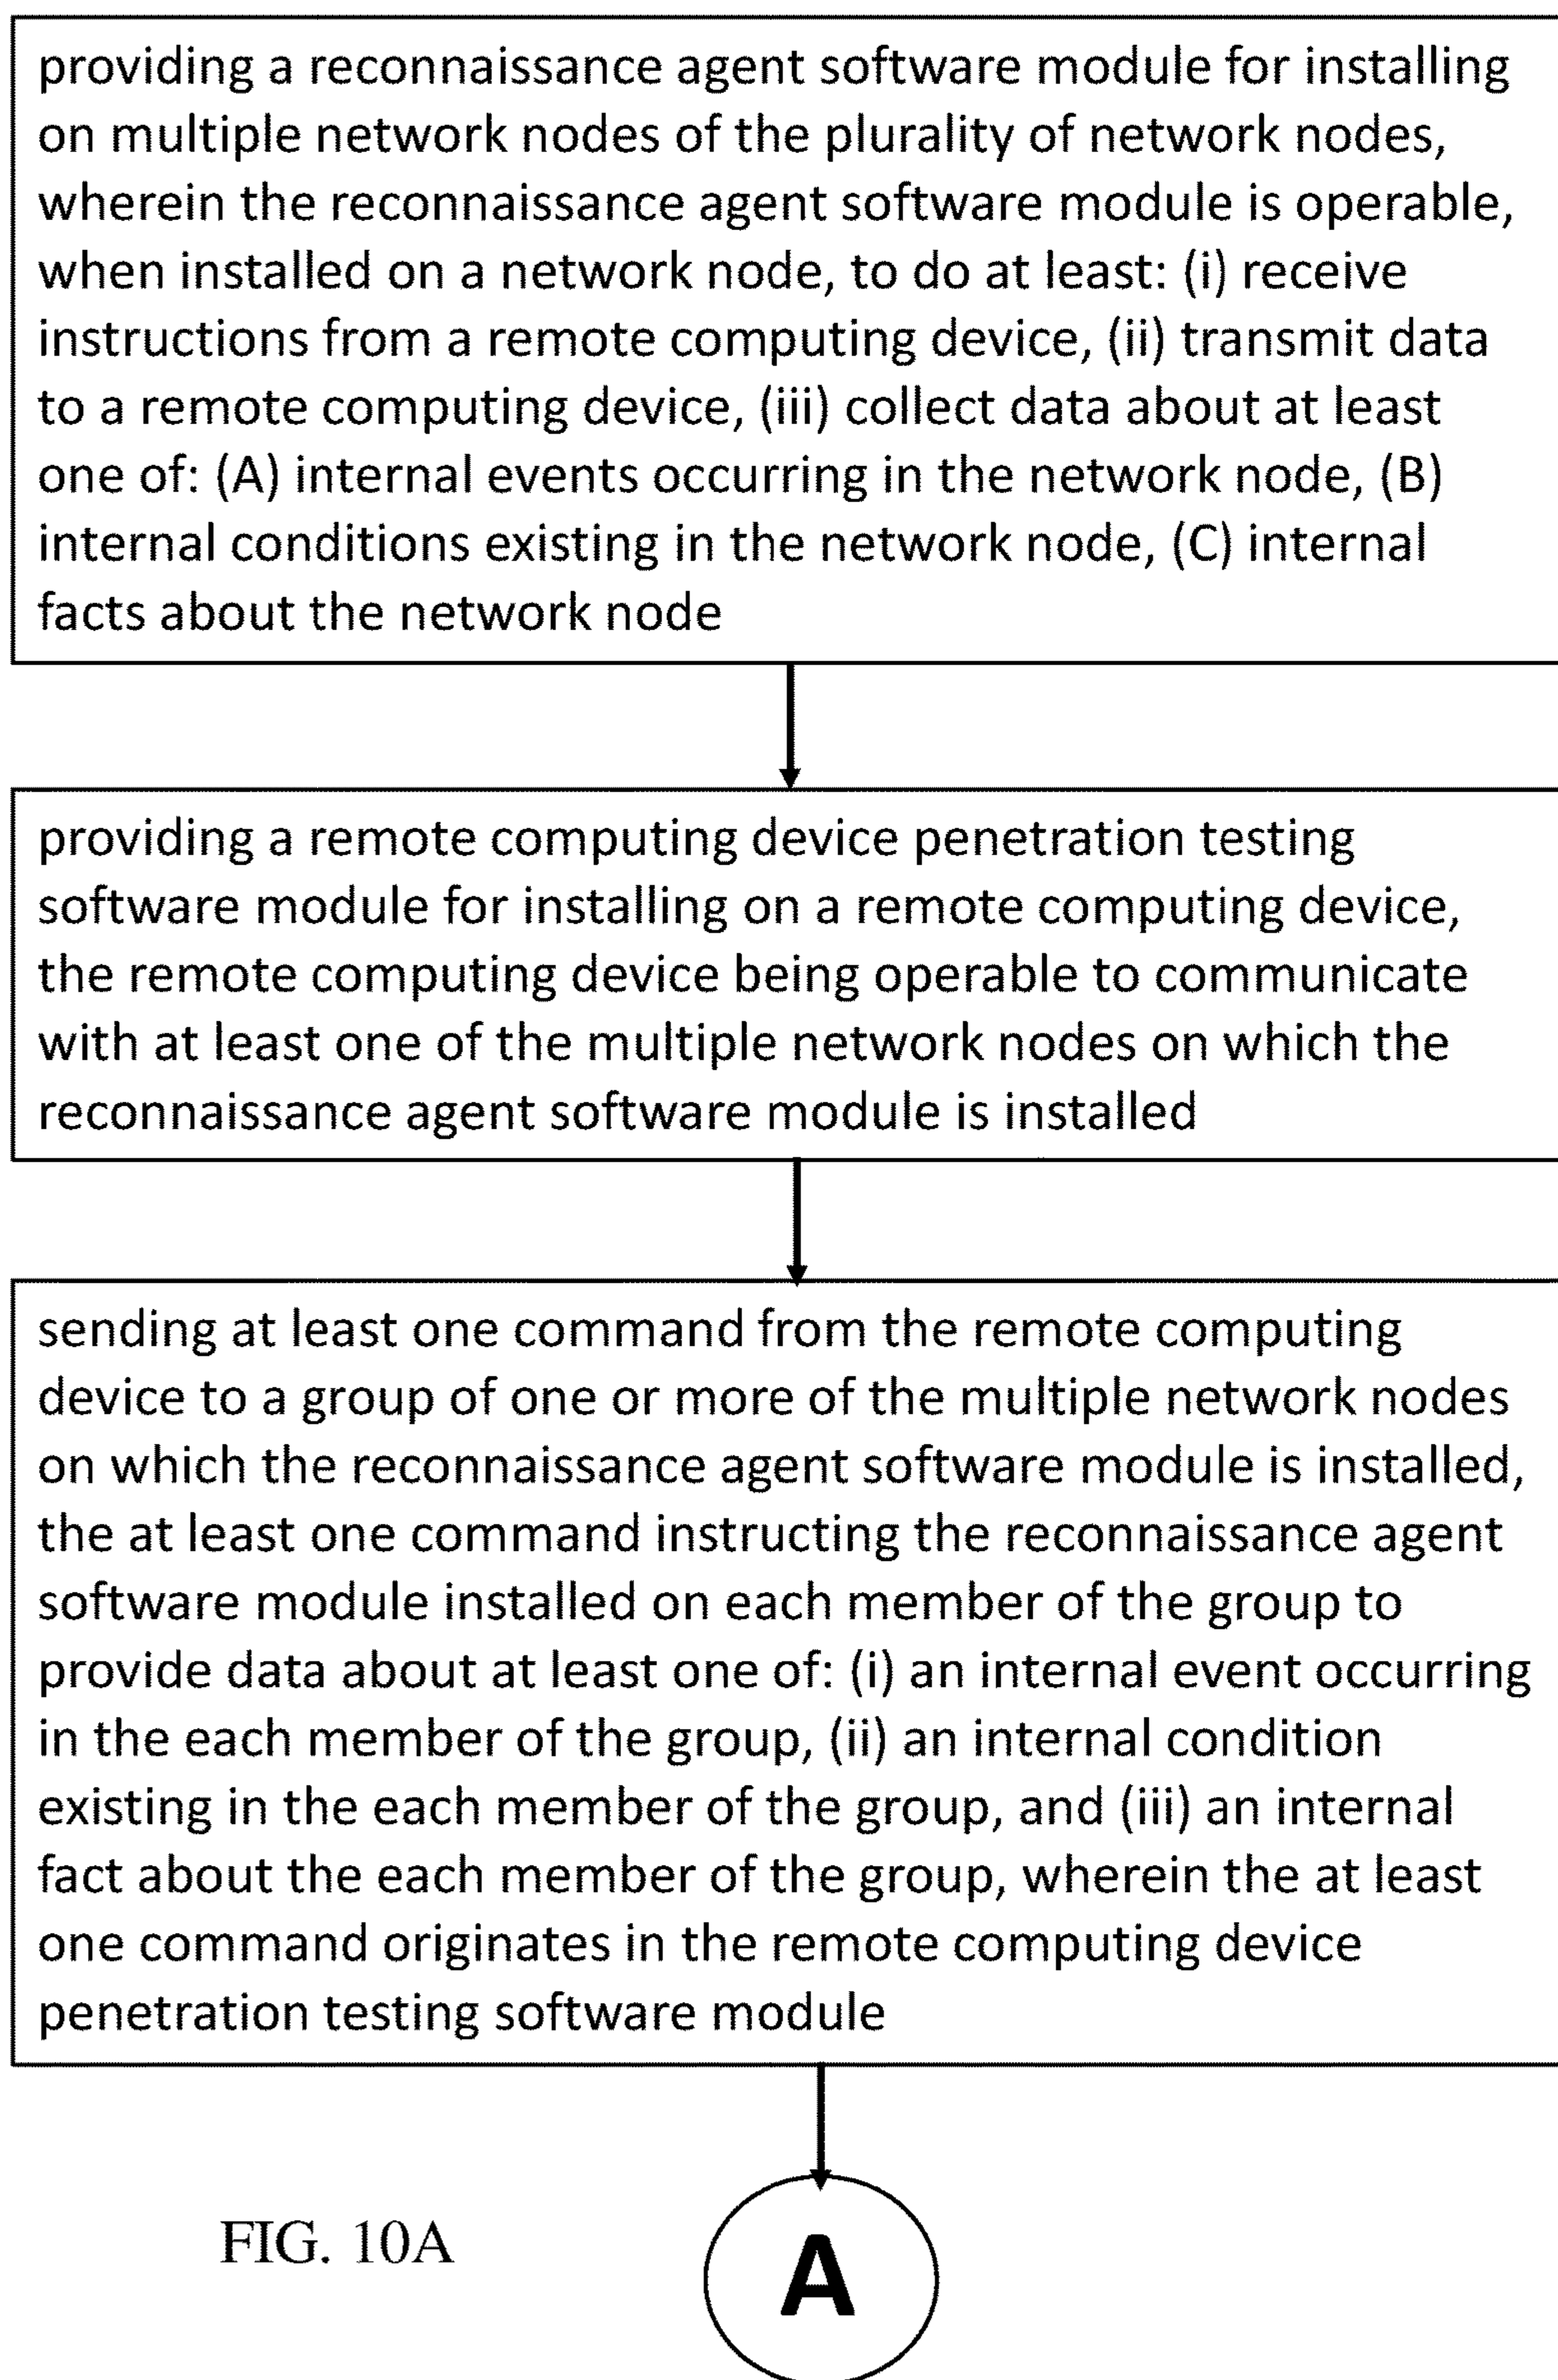 providing a reconnaissance agent software module for installing
on multiple network nodes of the plurality of network nodes,
wherein the reconnaissance agent software module is operable,
when installed on a network node, to do at least: (i) receive
instructions from a remote computing device, (ii) transmit data
to a remote computing device, (iii) collect data about at least
one of: (A) internal events occurring in the network node, (B)
internal conditions existing in the network node, (C) internal
facts about the network node
providing a remote computing device penetration testing
software module for installing on a remote computing device,
the remote computing device being operable to communicate
with at least one of the multiple network nodes on which the
reconnaissance agent software module is installed
sending at least one command from the remote computing
device to a group of one or more of the multiple network nodes
on which the reconnaissance agent software module is installed,
the at least one command instructing the reconnaissance agent
software module installed on each member of the group to
provide data about at least one of: (i) an internal event occurring
in the each member of the group, (ii) an internal condition
existing in the each member of the group, and (iii) an internal
fact about the each member of the group, wherein the at least
one command originates in the remote computing device
penetration testing software module
FIG. 10A
A